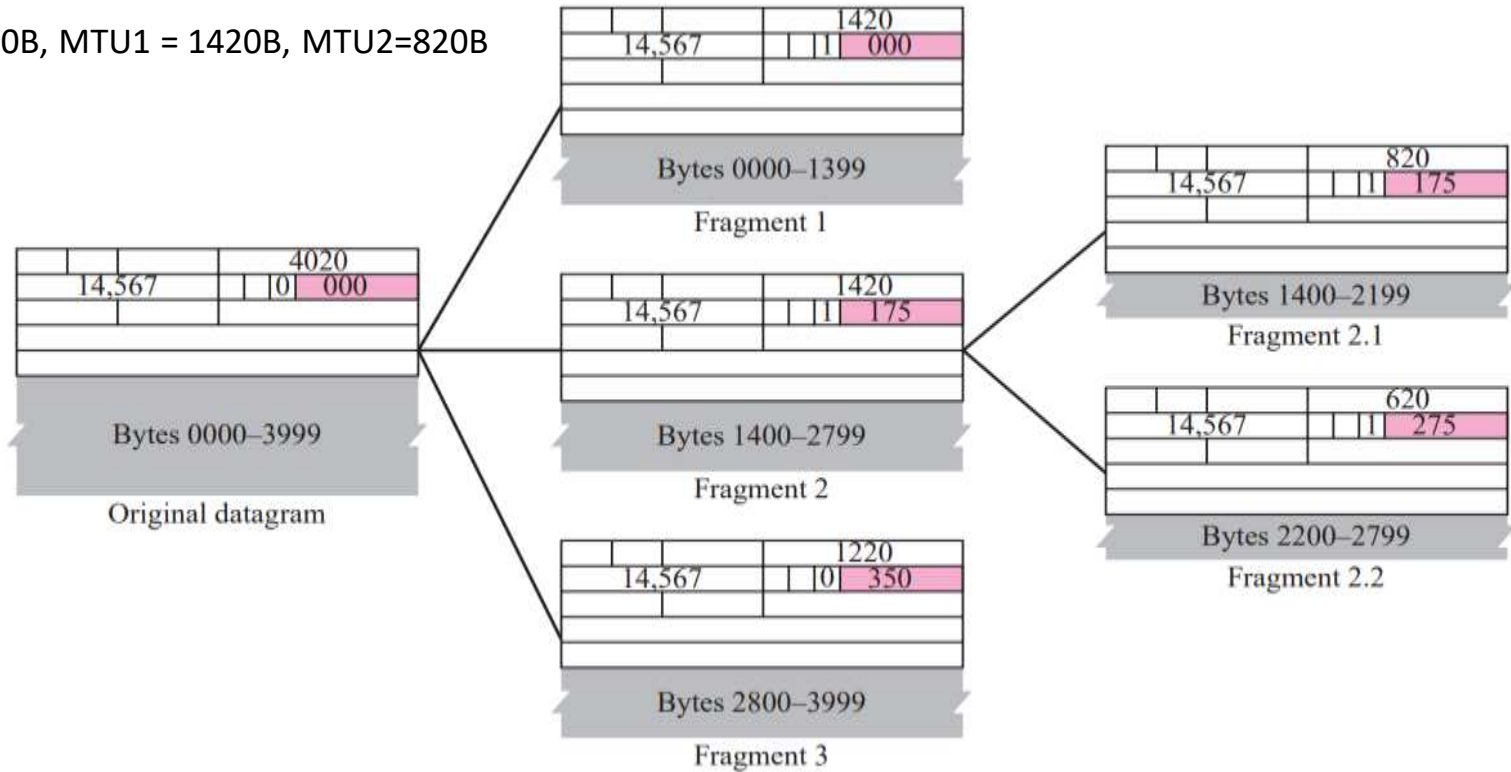 0B, MTU1 = 1420B, MTU2=820B
4020
14,567 0 000
Bytes 0000–3999
Original datagram
1420
14,567 1 000
Bytes 0000–1399
Fragment 1
1420
14,567 1 175
Bytes 1400–2799
Fragment 2
1220
14,567 0 350
Bytes 2800–3999
Fragment 3
820
14,567 1 175
Bytes 1400–2199
Fragment 2.1
620
14,567 1 275
Bytes 2200–2799
Fragment 2.2